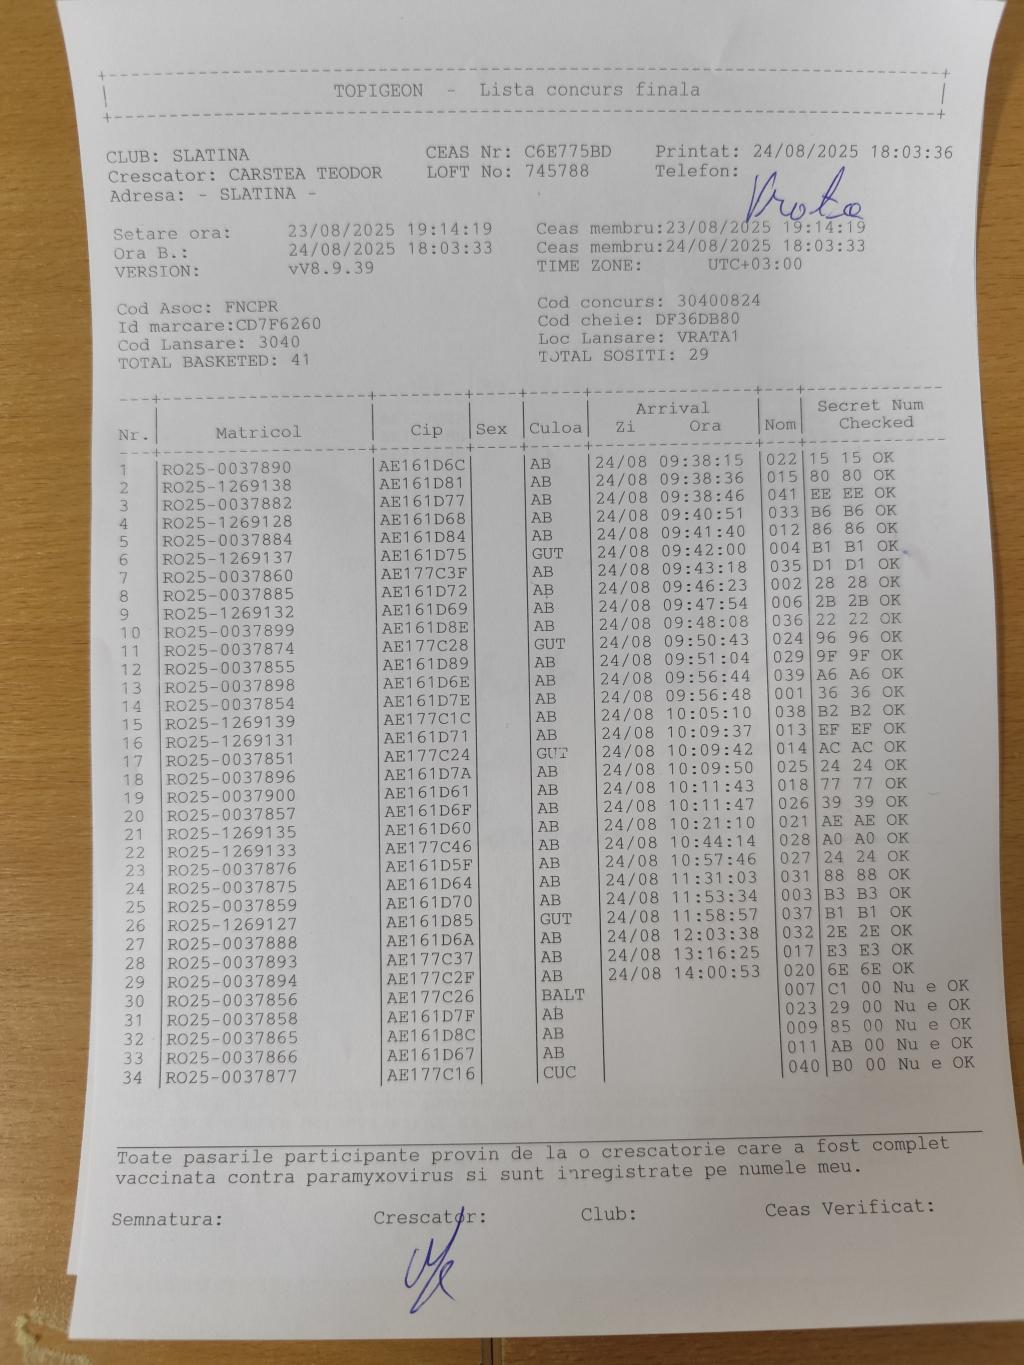 TOPIGEON - Lista concurs finala
CLUB: SLATINA CEAS Nr: C6E775BD Printat: 24/08/2025 18:03:36
Crescator: CARSTEA TEODOR LOFT No: 745788 Telefon:
Adresa: - SLATINA -
Vrata
Setare ora: 23/08/2025 19:14:19 Ceas membru:23/08/2025 19:14:19
Ora B.: 24/08/2025 18:03:33 Ceas membru:24/08/2025 18:03:33
VERSION: vV8.9.39 TIME ZONE: UTC+03:00
Cod Asoc: FNCPR Cod concurs: 30400824
Id marcare:CD7F6260 Cod cheie: DF36DB80
Cod Lansare: 3040 Loc Lansare: VRATA1
TOTAL BASKETED: 41 TOTAL SOSITI: 29
Arrival Secret Num
Nr. Matricol Cip Sex Culoa Zi Ora Nom Checked
1 RO25-0037890 AE161D6C AB 24/08 09:38:15 022 15 15 OK
2 RO25-1269138 AE161D81 AB 24/08 09:38:36 015 80 80 OK
3 RO25-0037882 AE161D77 AB 24/08 09:38:46 041 EE EE OK
4 RO25-1269128 AE161D68 AB 24/08 09:40:51 033 B6 B6 OK
5 RO25-0037884 AE161D84 AB 24/08 09:41:40 012 86 86 OK
6 RO25-1269137 AE161D75 GUT 24/08 09:42:00 004 B1 B1 OK
7 RO25-0037860 AE177C3F AB 24/08 09:43:18 035 D1 D1 OK
8 RO25-0037885 AE161D72 AB 24/08 09:46:23 002 28 28 OK
9 RO25-1269132 AE161D69 AB 24/08 09:47:54 006 2B 2B OK
10 RO25-0037899 AE161D8E AB 24/08 09:48:08 036 22 22 OK
11 RO25-0037874 AE177C28 GUT 24/08 09:50:43 024 96 96 OK
12 RO25-0037855 AE161D89 AB 24/08 09:51:04 029 9F 9F OK
13 RO25-0037898 AE161D6E AB 24/08 09:56:44 039 A6 A6 OK
14 RO25-0037854 AE161D7E AB 24/08 09:56:48 001 36 36 OK
15 RO25-1269139 AE177C1C AB 24/08 10:05:10 038 B2 B2 OK
16 RO25-1269131 AE161D71 AB 24/08 10:09:37 013 EF EF OK
17 RO25-0037851 AE177C24 GUT 24/08 10:09:42 014 AC AC OK
18 RO25-0037896 AE161D7A AB 24/08 10:09:50 025 24 24 OK
19 RO25-0037900 AE161D61 AB 24/08 10:11:43 018 77 77 OK
20 RO25-0037857 AE161D6F AB 24/08 10:11:47 026 39 39 OK
21 RO25-1269135 AE161D60 AB 24/08 10:21:10 021 AE AE OK
22 RO25-1269133 AE177C46 AB 24/08 10:44:14 028 A0 A0 OK
23 RO25-0037876 AE161D5F AB 24/08 10:57:46 027 24 24 OK
24 RO25-0037875 AE161D64 AB 24/08 11:31:03 031 88 88 OK
25 RO25-0037859 AE161D70 AB 24/08 11:53:34 003 B3 B3 OK
26 RO25-1269127 AE161D85 GUT 24/08 11:58:57 037 B1 B1 OK
27 RO25-0037888 AE161D6A AB 24/08 12:03:38 032 2E 2E OK
28 RO25-0037893 AE177C37 AB 24/08 13:16:25 017 E3 E3 OK
29 RO25-0037894 AE177C2F AB 24/08 14:00:53 020 6E 6E OK
30 RO25-0037856 AE177C26 BALT 007 C1 00 Nu e OK
31 RO25-0037858 AE161D7F AB 023 29 00 Nu e OK
32 RO25-0037865 AE161D8C AB 009 85 00 Nu e OK
33 RO25-0037866 AE161D67 AB 011 AB 00 Nu e OK
34 RO25-0037877 AE177C16 CUC 040 B0 00 Nu e OK
Toate pasarile participante provin de la o crescatorie care a fost complet
vaccinata contra paramyxovirus si sunt inregistrate pe numele meu.
Semnatura: Crescator: Club: Ceas Verificat: